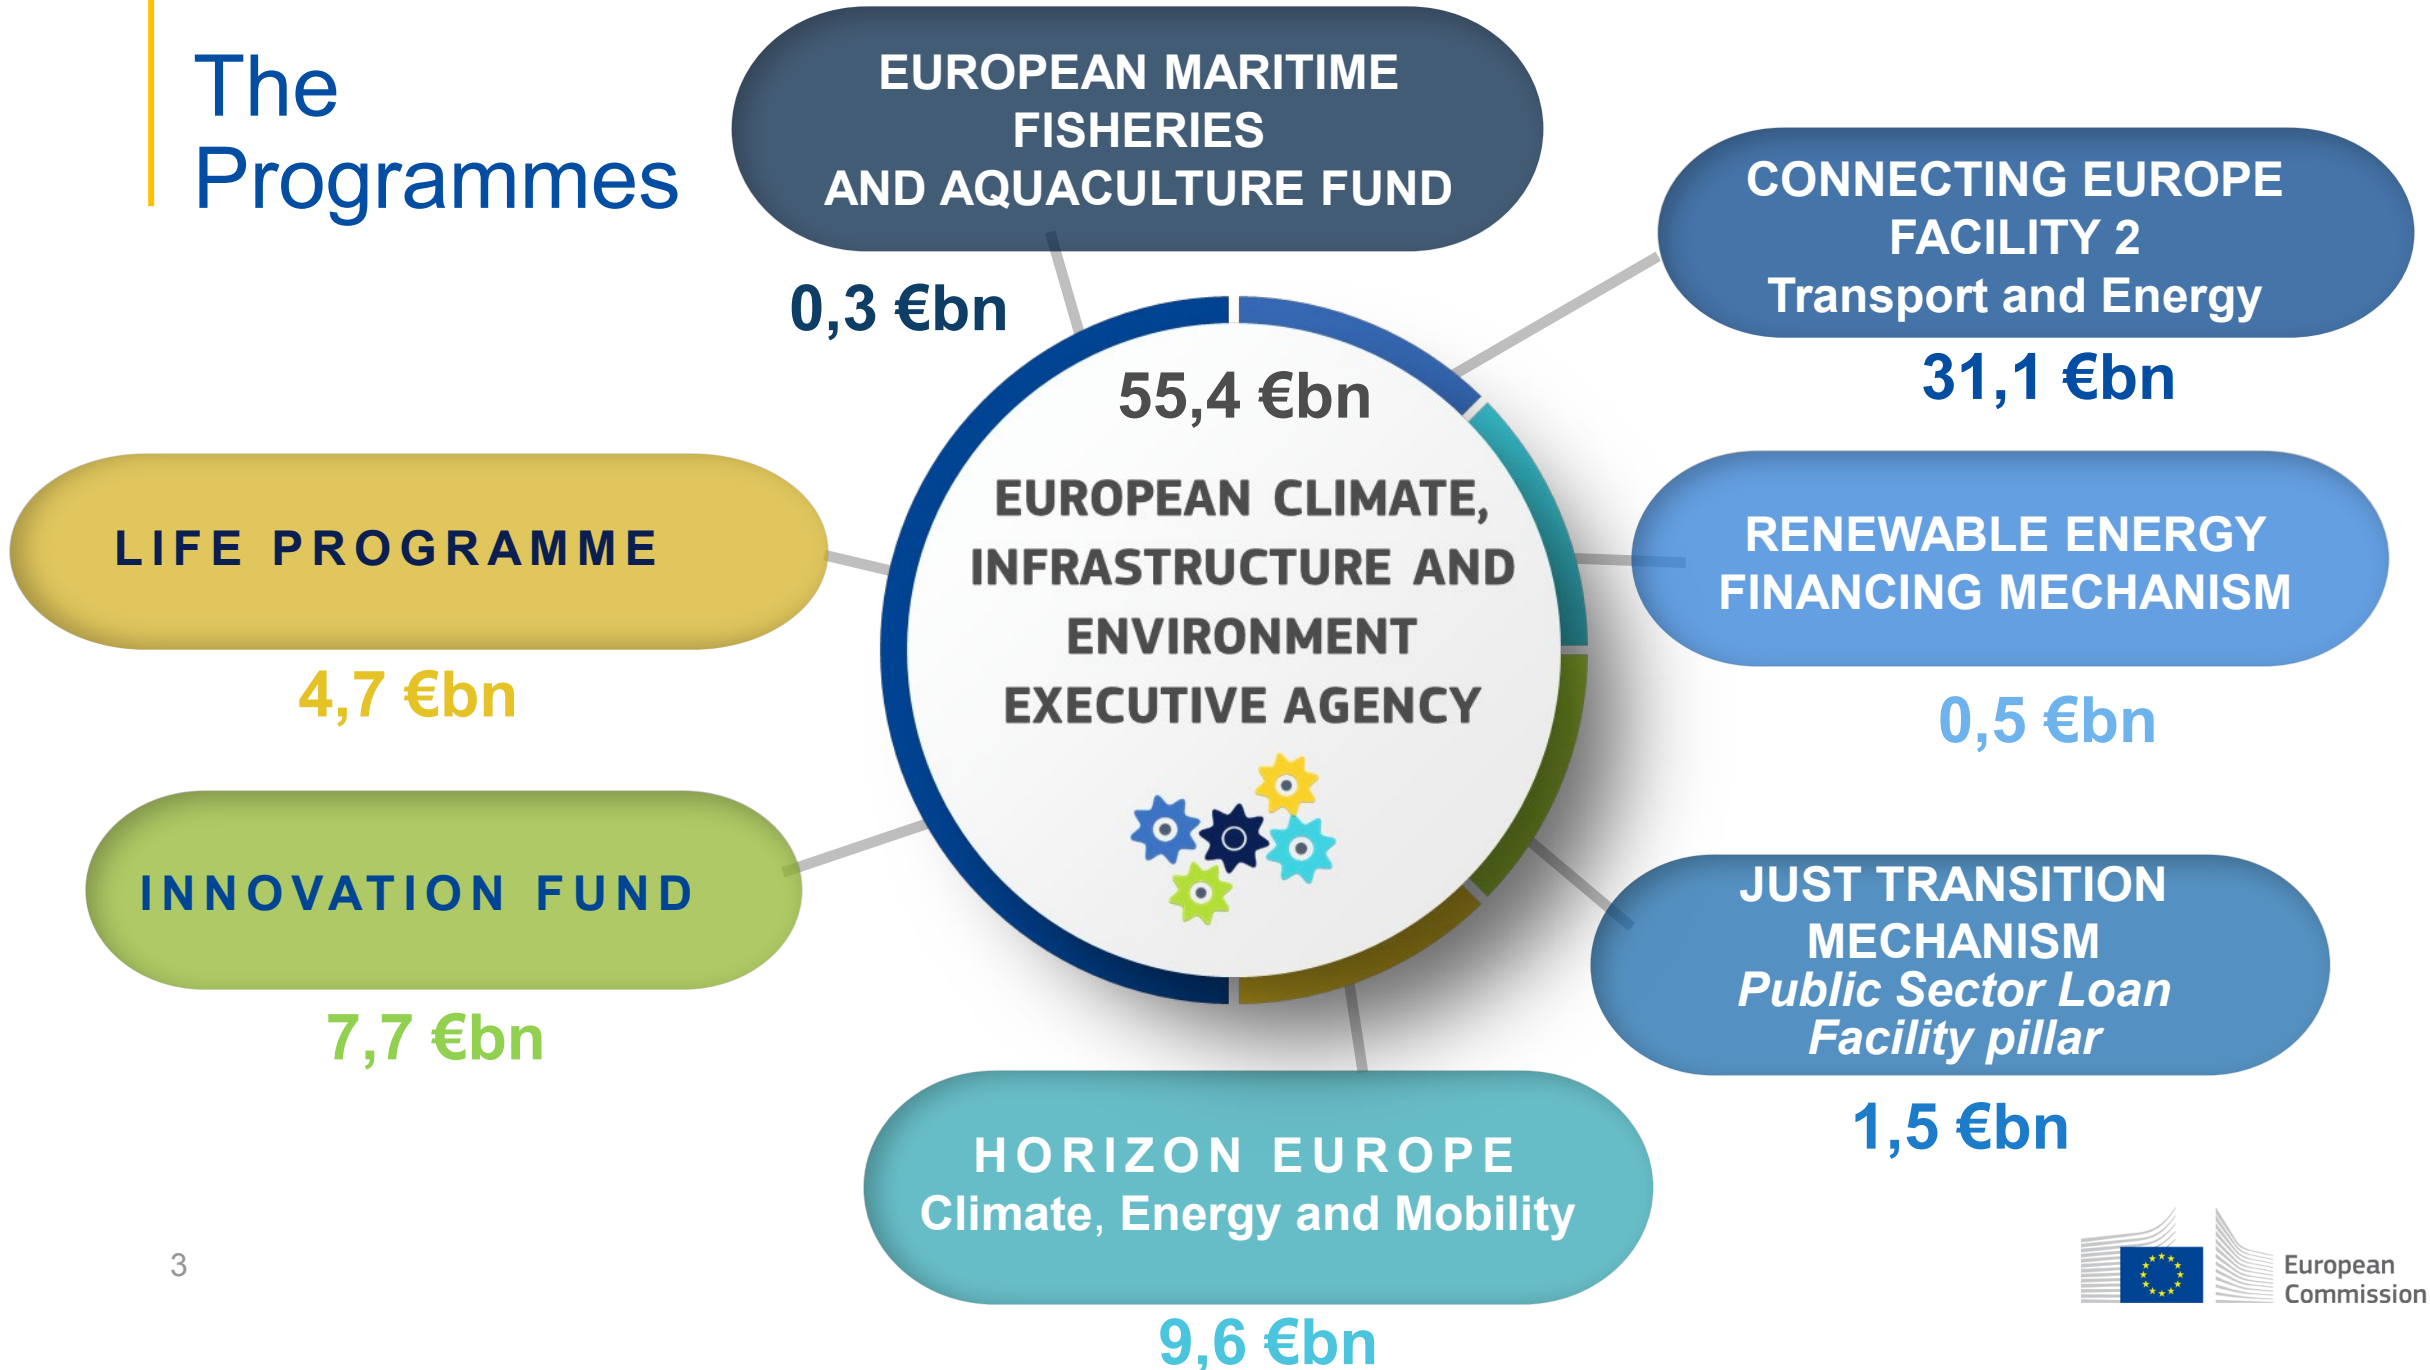 The
Programmes
EUROPEAN MARITIME
FISHERIES
AND AQUACULTURE FUND
0,3 €bn
CONNECTING EUROPE
FACILITY 2
Transport and Energy
31,1 €bn
55,4 €bn
EUROPEAN CLIMATE,
INFRASTRUCTURE AND
ENVIRONMENT
EXECUTIVE AGENCY
LIFE PROGRAMME
4,7 €bn
RENEWABLE ENERGY
FINANCING MECHANISM
0,5 €bn
INNOVATION FUND
7,7 €bn
JUST TRANSITION
MECHANISM
Public Sector Loan
Facility pillar
1,5 €bn
HORIZON EUROPE
Climate, Energy and Mobility
9,6 €bn
3
European
Commission